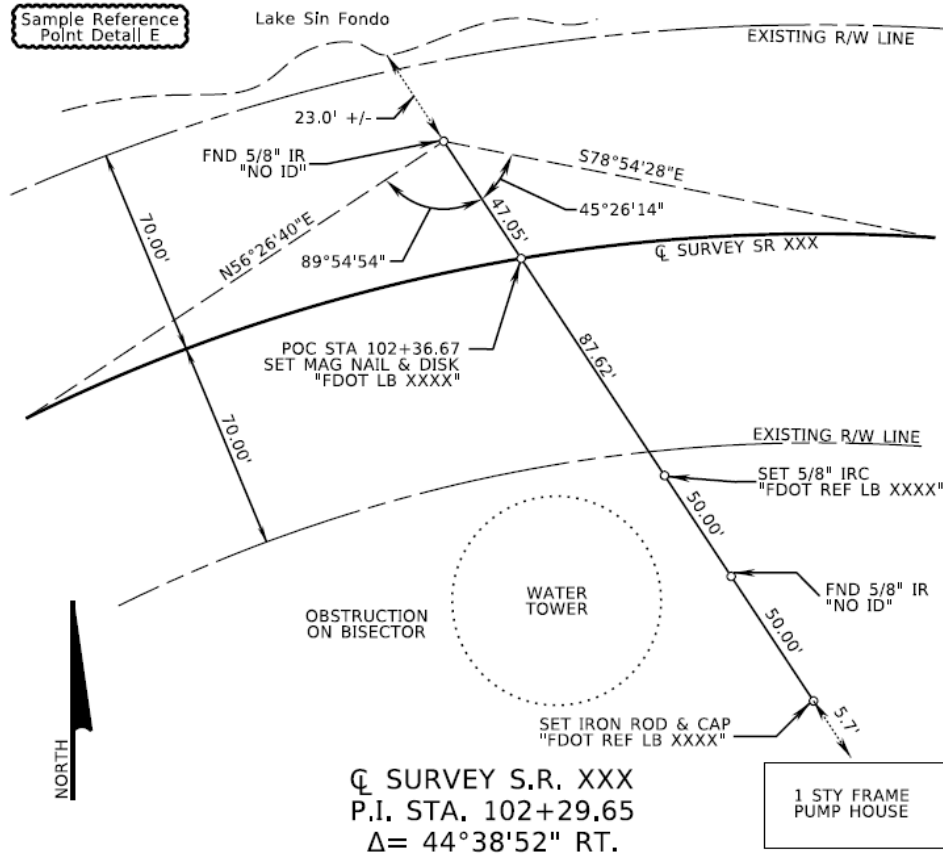 Sample Reference
Point Detail E
Lake Sin Fondo
EXISTING R/W LINE
23.0' +/-
FND 5/8" IR
"NO ID"
S78°54'28"E
45°26'14"
47.05'
70.00'
N56°26'40"E
89°54'54"
℄ SURVEY SR XXX
POC STA 102+36.67
SET MAG NAIL & DISK
"FDOT LB XXXX"
87.62'
70.00'
EXISTING R/W LINE
SET 5/8" IRC
"FDOT REF LB XXXX"
50.00'
WATER
TOWER
FND 5/8" IR
"NO ID"
OBSTRUCTION
ON BISECTOR
50.00'
SET IRON ROD & CAP
"FDOT REF LB XXXX"
5.7'
NORTH
℄ SURVEY S.R. XXX
P.I. STA. 102+29.65
Δ= 44°38'52" RT.
1 STY FRAME
PUMP HOUSE